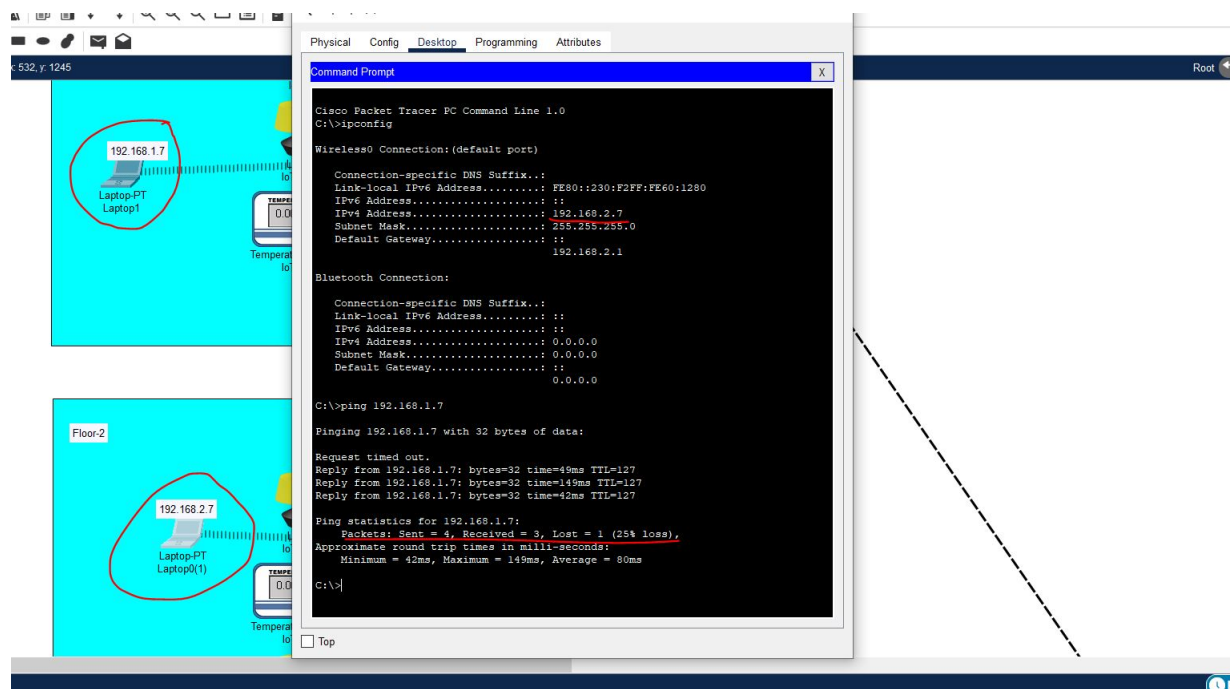 Physical Config Desktop Programming Attributes
532, y: 1245
Root
Command Prompt
X
Cisco Packet Tracer PC Command Line 1.0
C:\>ipconfig
Wireless0 Connection:(default port)
Connection-specific DNS Suffix..:
Link-local IPv6 Address.........: FE80::230:F2FF:FE60:1280
IPv6 Address....................: ::
IPv4 Address....................: 192.168.2.7
Subnet Mask.....................: 255.255.255.0
Default Gateway.................: ::
192.168.2.1
Bluetooth Connection:
Connection-specific DNS Suffix..:
Link-local IPv6 Address.........: ::
IPv6 Address....................: ::
IPv4 Address....................: 0.0.0.0
Subnet Mask.....................: 0.0.0.0
Default Gateway.................: ::
0.0.0.0
C:\>ping 192.168.1.7
Pinging 192.168.1.7 with 32 bytes of data:
Request timed out.
Reply from 192.168.1.7: bytes=32 time=49ms TTL=127
Reply from 192.168.1.7: bytes=32 time=149ms TTL=127
Reply from 192.168.1.7: bytes=32 time=42ms TTL=127
Ping statistics for 192.168.1.7:
Packets: Sent = 4, Received = 3, Lost = 1 (25% loss),
Approximate round trip times in milli-seconds:
Minimum = 42ms, Maximum = 149ms, Average = 80ms
C:\>
Top
192.168.1.7
Laptop-PT
Laptop1
Floor-2
192.168.2.7
Laptop-PT
Laptop0(1)